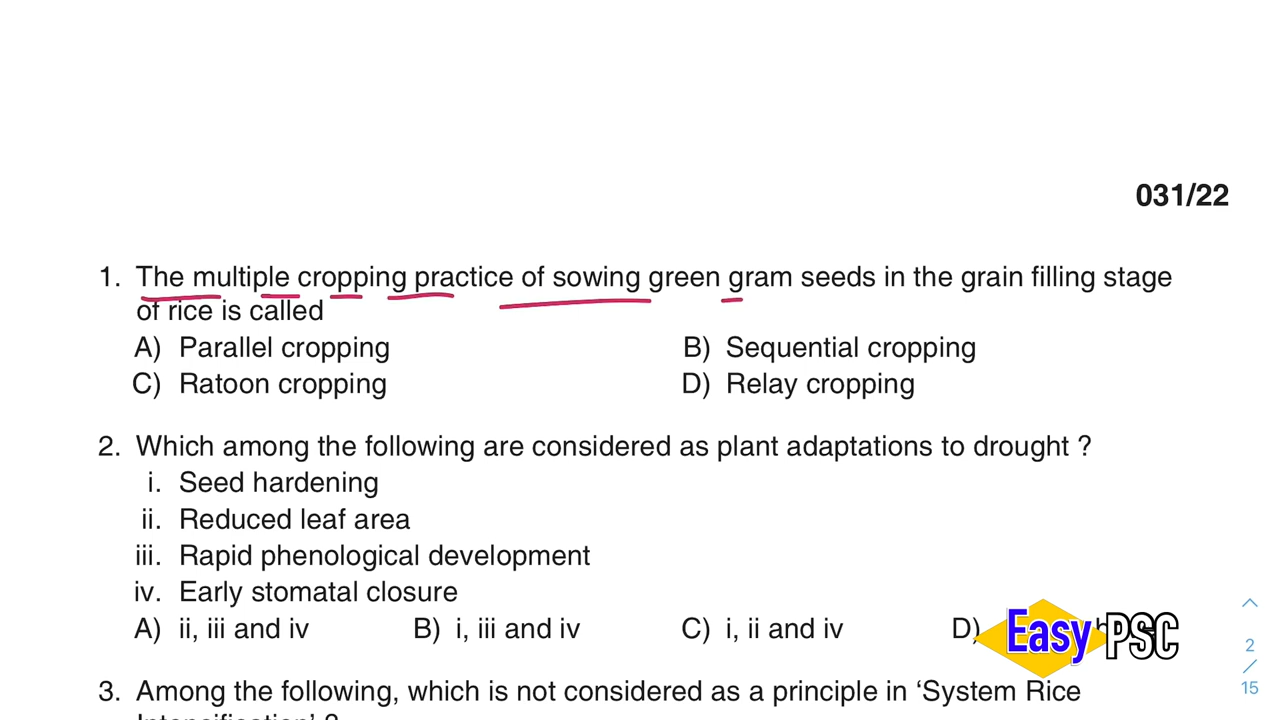 031/22
1. The multiple cropping practice of sowing green gram seeds in the grain filling stage
of rice is called
A) Parallel cropping B) Sequential cropping
C) Ratoon cropping D) Relay cropping
2. Which among the following are considered as plant adaptations to drought ?
i. Seed hardening
ii. Reduced leaf area
iii. Rapid phenological development
iv. Early stomatal closure
A) ii, iii and iv B) i, iii and iv C) i, ii and iv D)
Easy PSC
2
/
15
3. Among the following, which is not considered as a principle in ‘System Rice